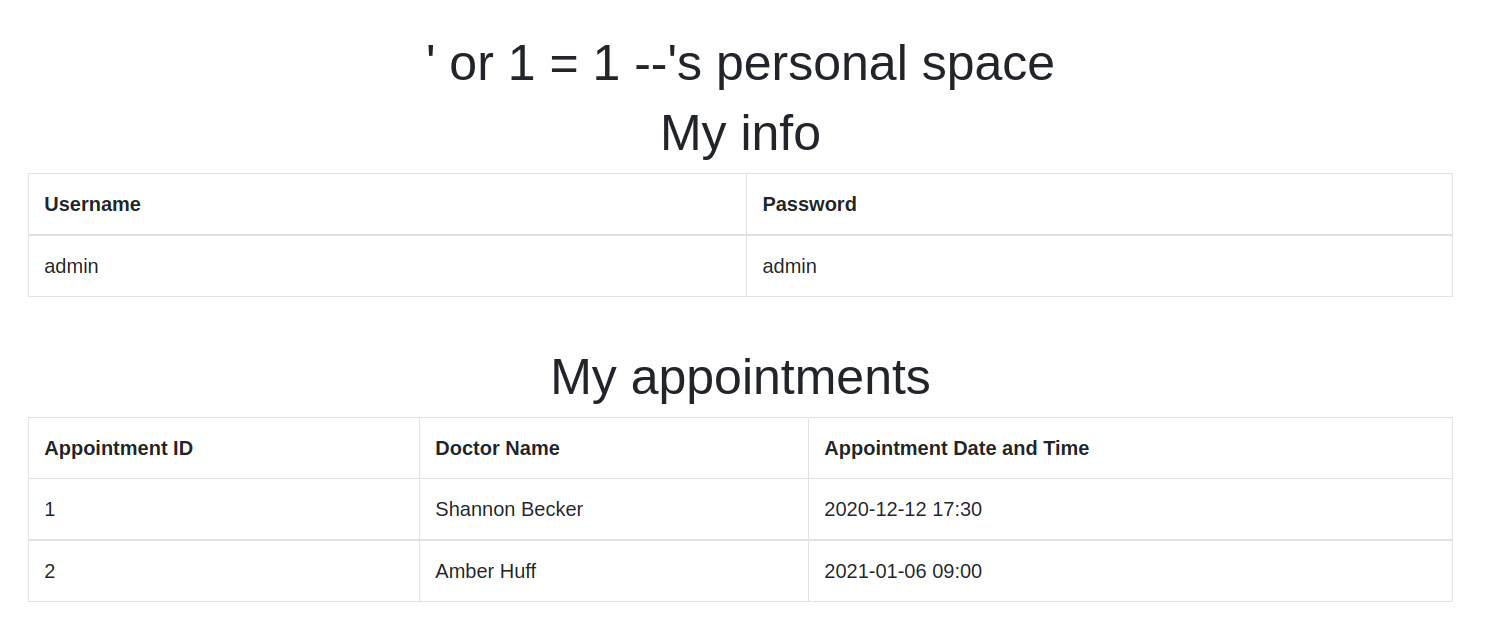 ' or 1 = 1 --'s personal space
My info
Username Password
admin admin
My appointments
Appointment ID Doctor Name Appointment Date and Time
1 Shannon Becker 2020-12-12 17:30
2 Amber Huff 2021-01-06 09:00